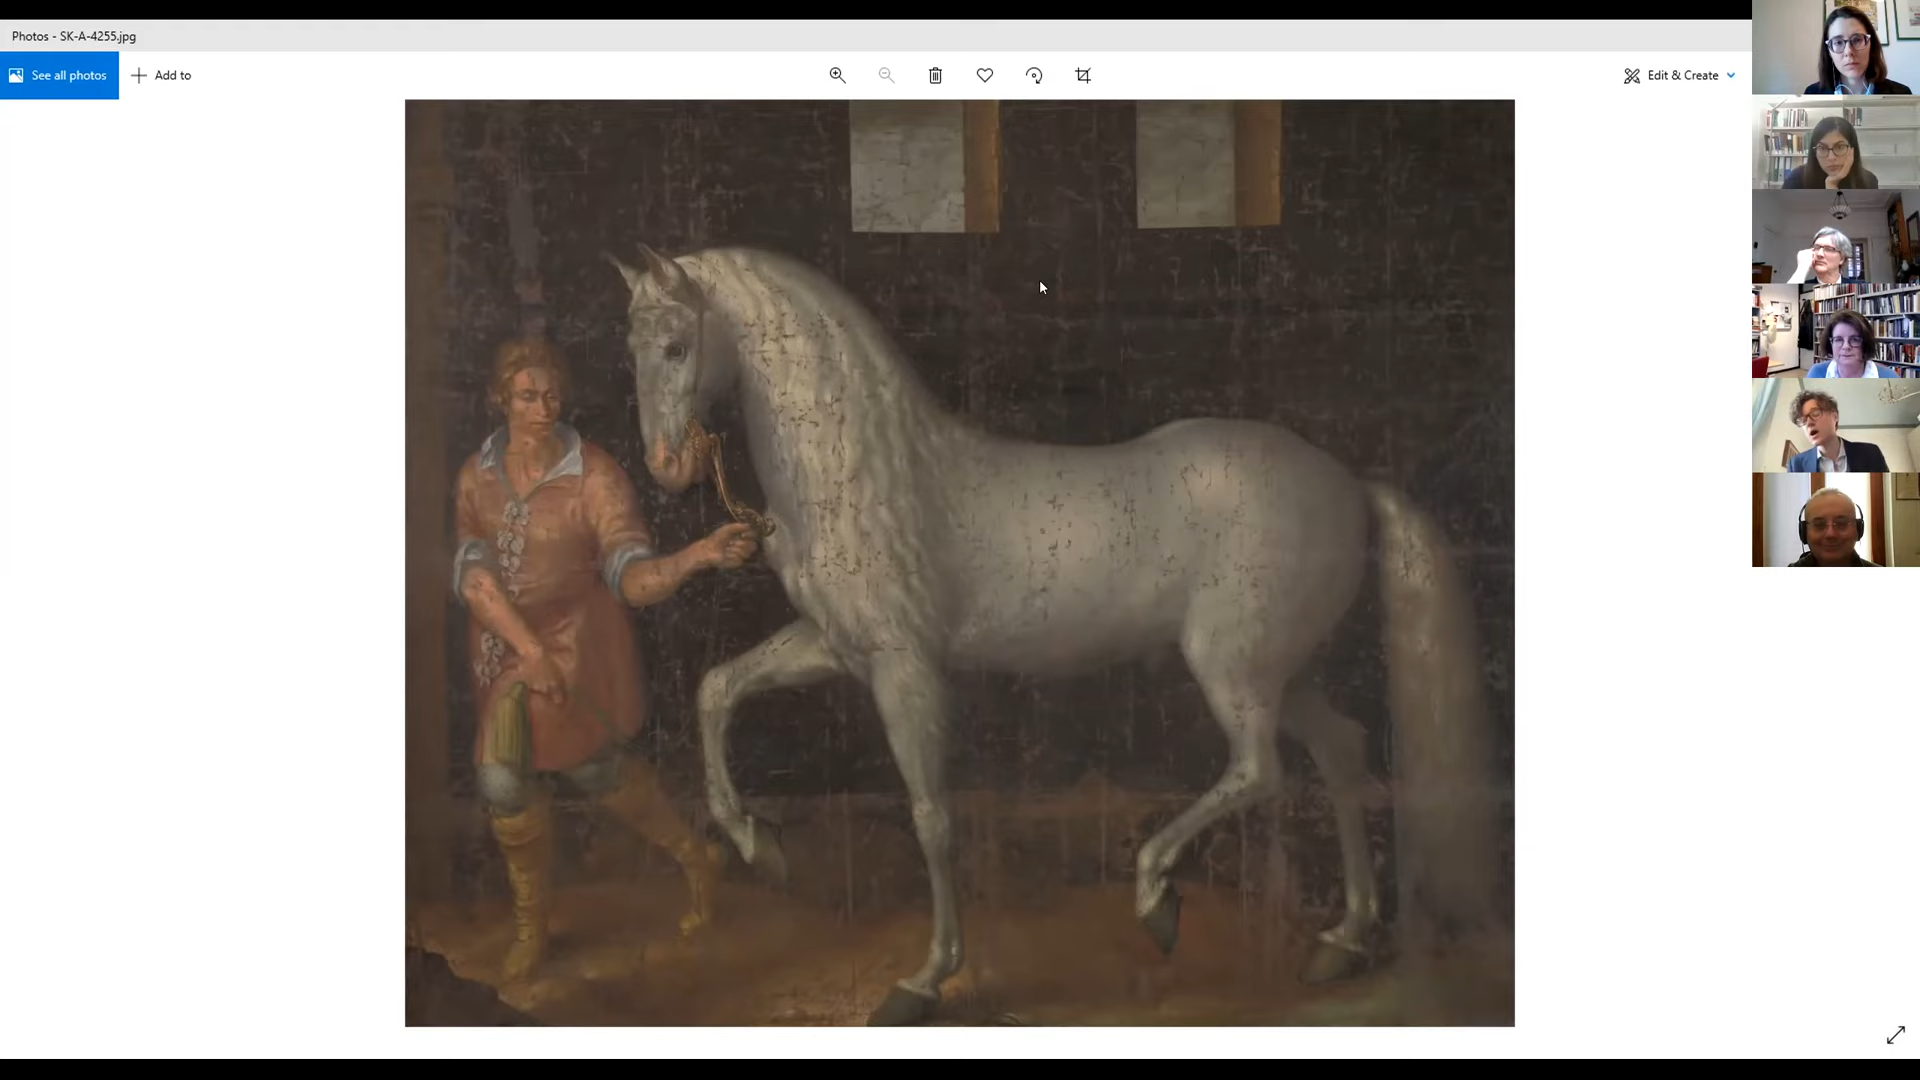 Photos - SK-A-4255.jpg
See all photos
Add to
Edit & Create